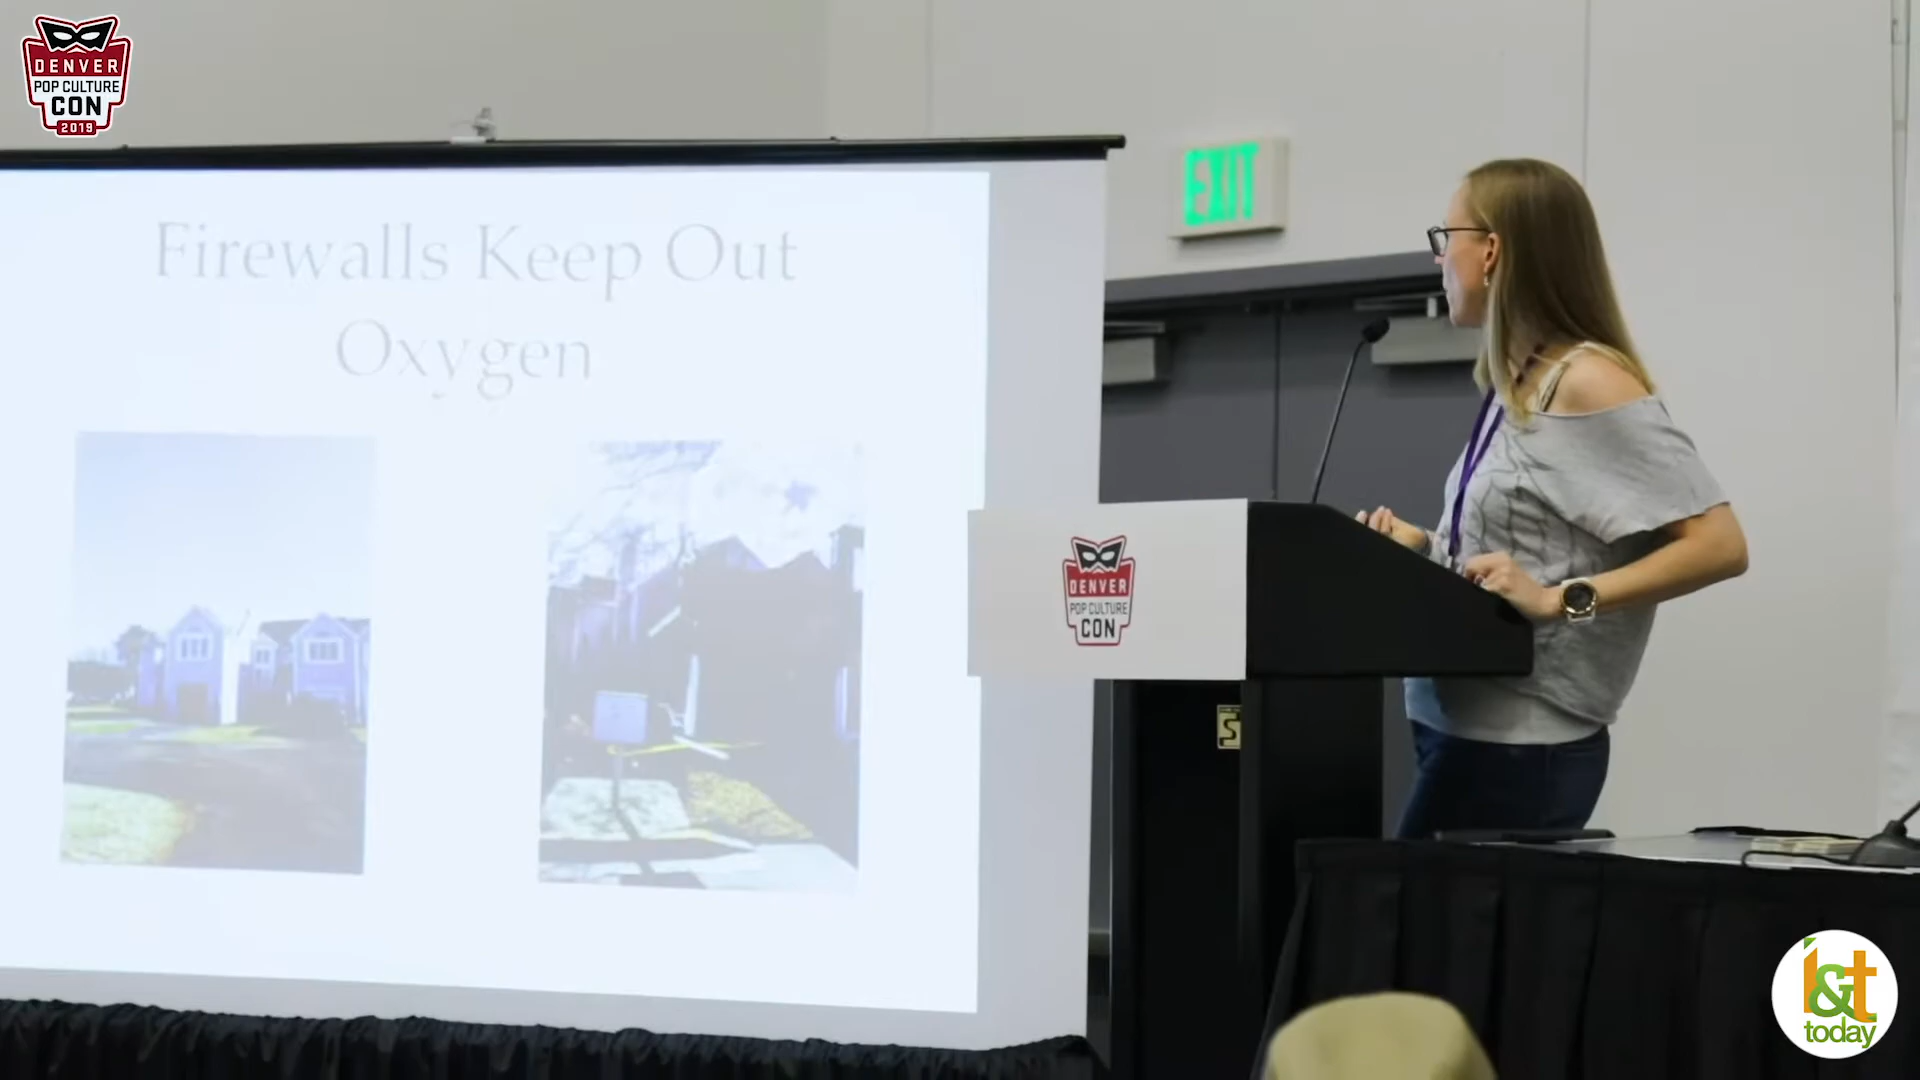 DENVER
POP CULTURE
CON
2019
Firewalls Keep Out
Oxygen
EXIT
DENVER
POP CULTURE
CON
i&t
today